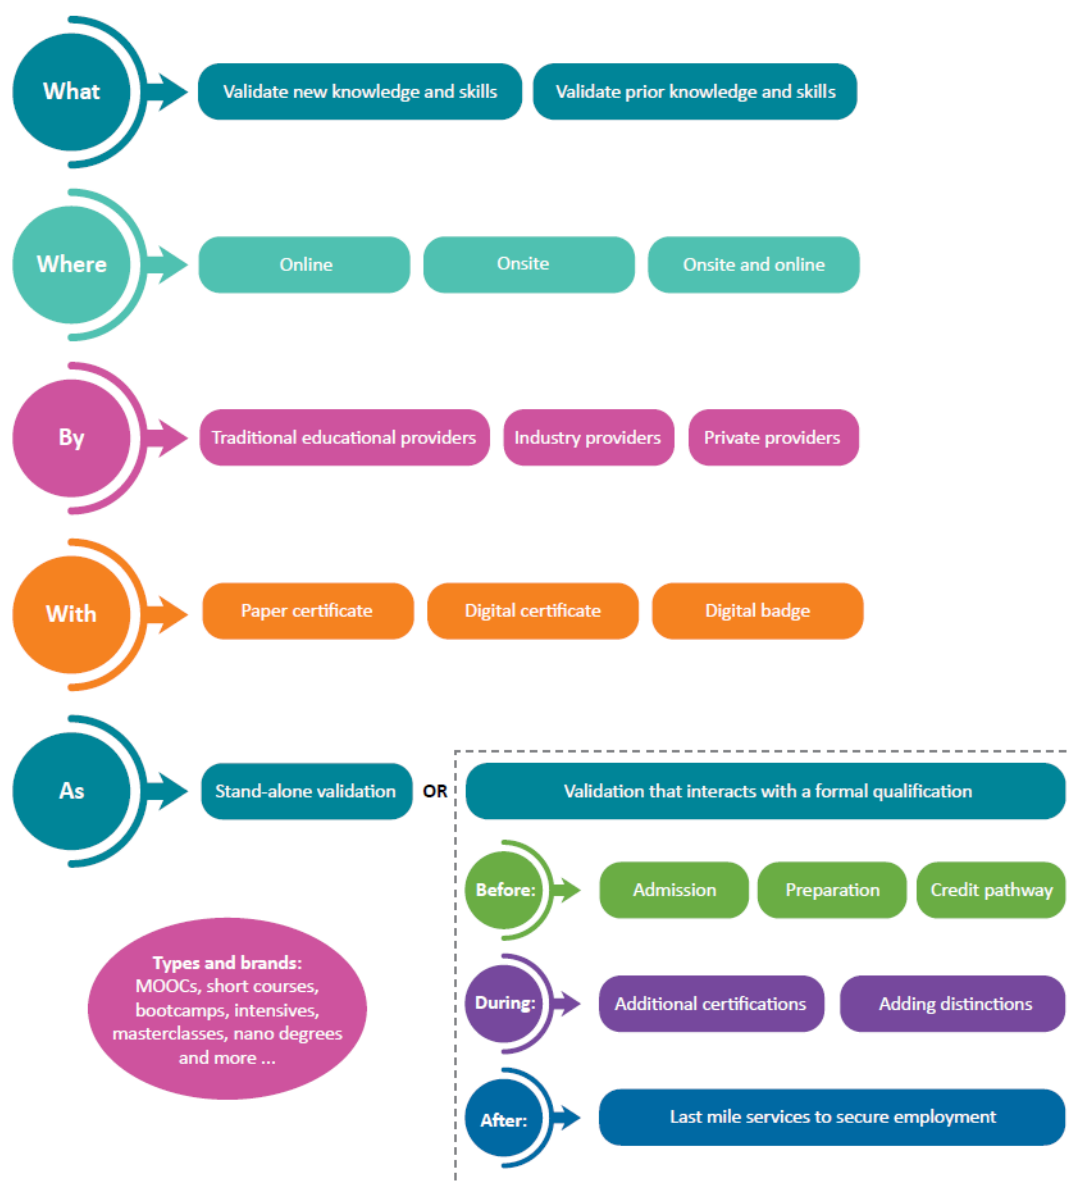 What
Validate new knowledge and skills
Validate prior knowledge and skills
Where
Online
Onsite
Onsite and online
By
Traditional educational providers
Industry providers
Private providers
With
Paper certificate
Digital certificate
Digital badge
As
Stand-alone validation
OR
Validation that interacts with a formal qualification
Before:
Admission
Preparation
Credit pathway
During:
Additional certifications
Adding distinctions
After:
Last mile services to secure employment
Types and brands:
MOOCs, short courses,
bootcamps, intensives,
masterclasses, nano degrees
and more ...